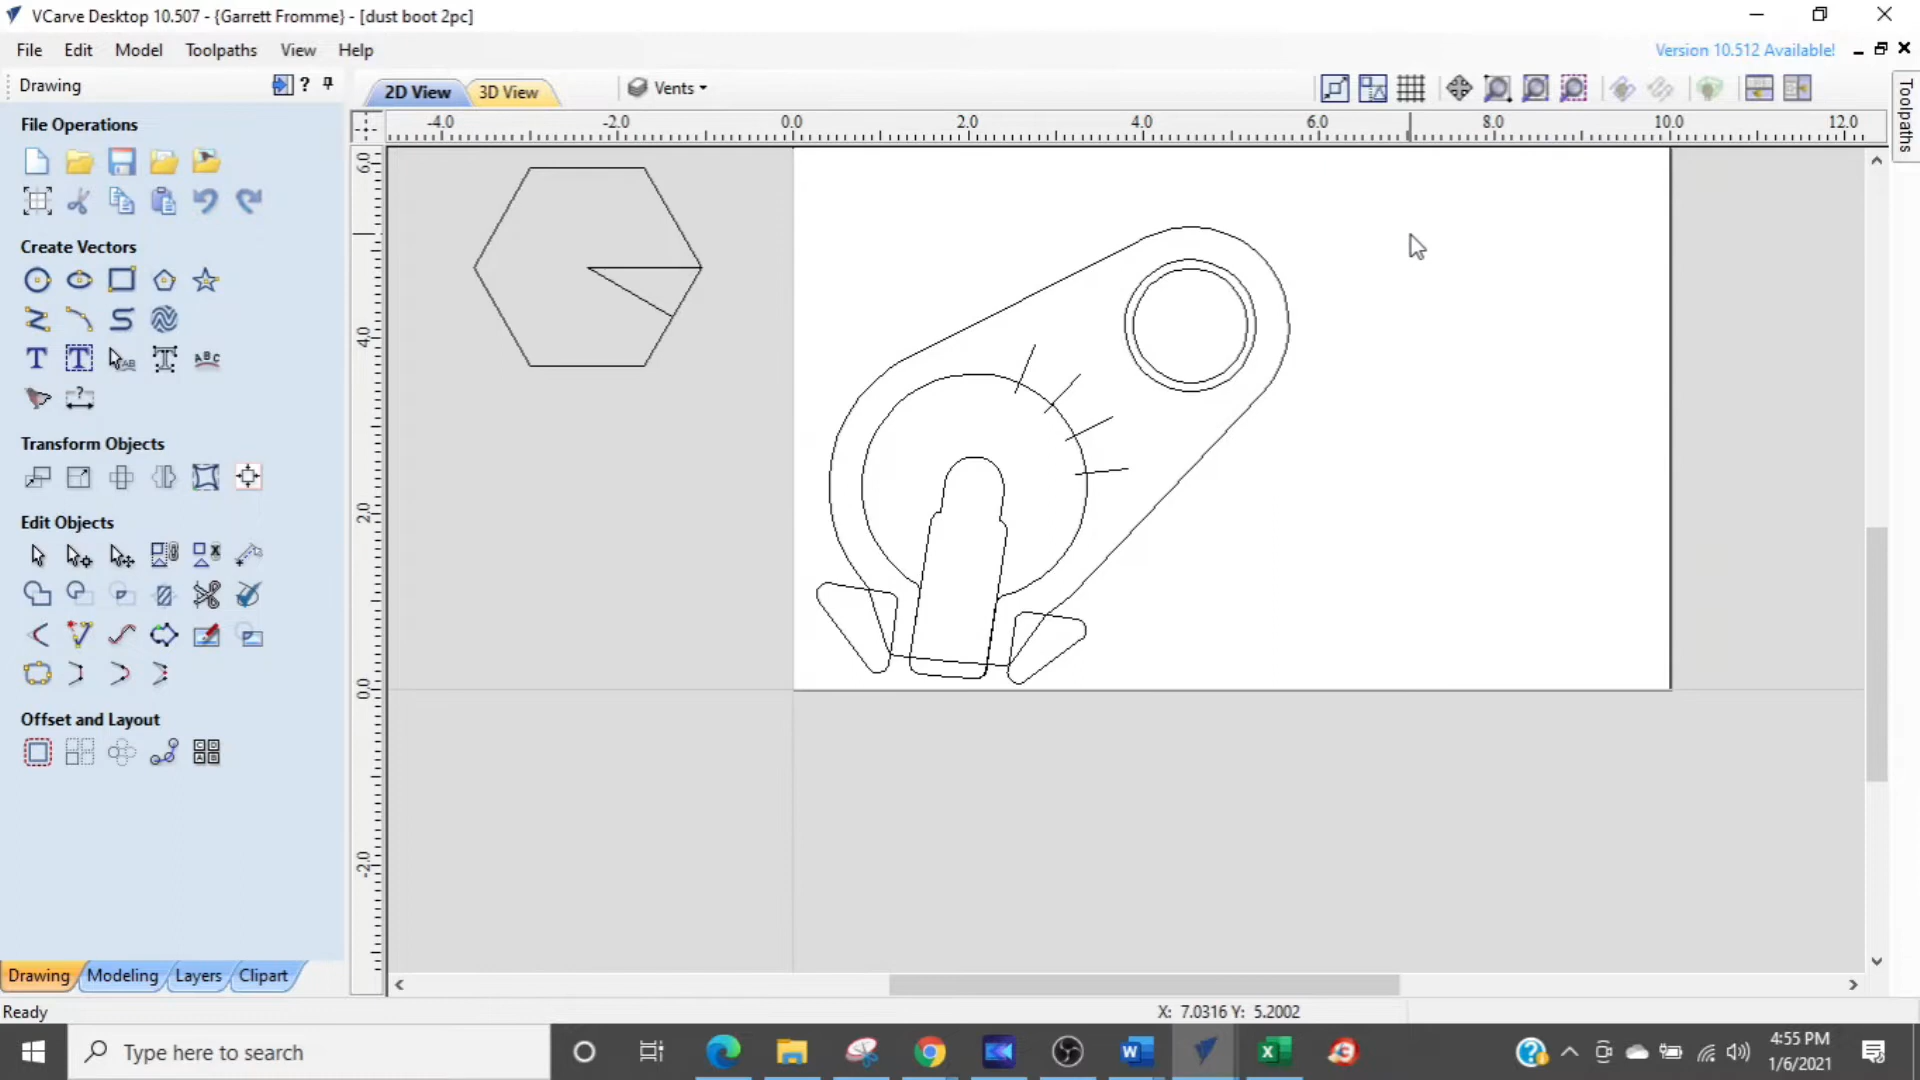 VCarve Desktop 10.507 - {Garrett Fromme} - [dust boot 2pc]
File Edit Model Toolpaths View Help
Version 10.512 Available!
Drawing ?
2D View 3D View Vents
Toolpaths
-4.0 -2.0 0.0 2.0 4.0 6.0 8.0 10.0 12.0
6.0
4.0
2.0
0.0
-2.0
File Operations
Create Vectors
Transform Objects
Edit Objects
Offset and Layout
Drawing Modeling Layers Clipart
Ready
X: 7.0316 Y: 5.2002
Type here to search
4:55 PM
1/6/2021